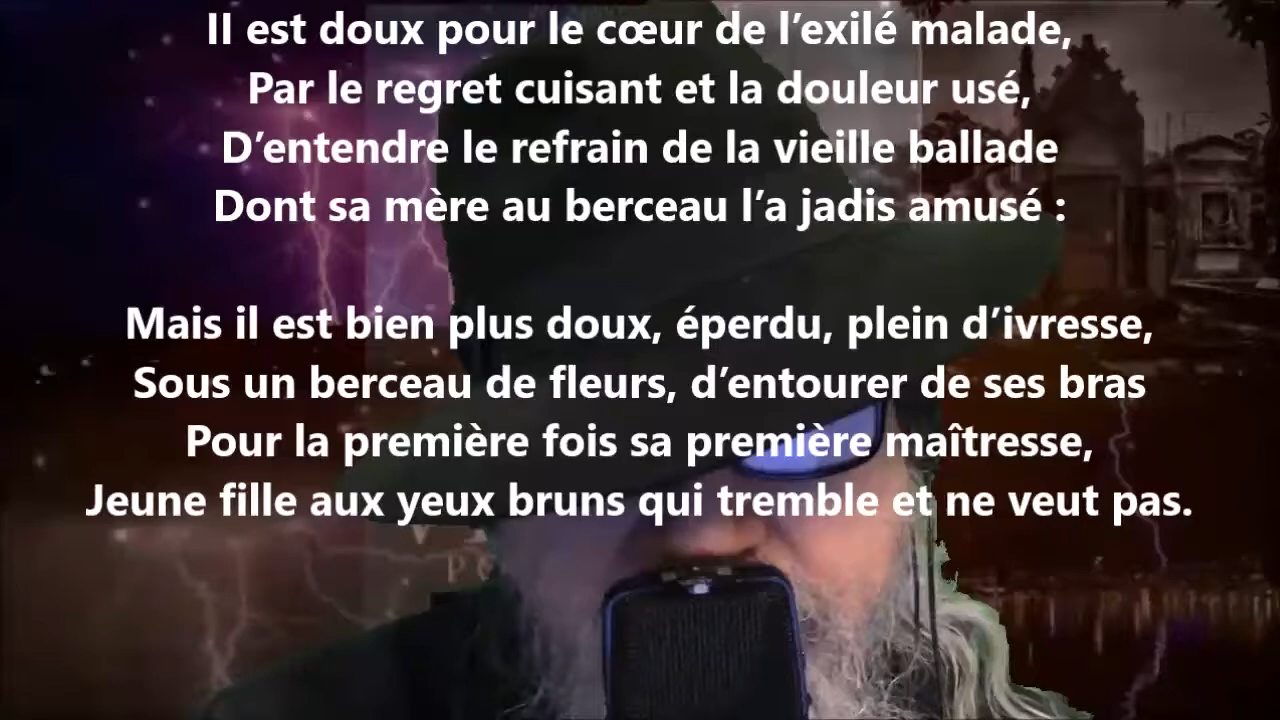 Il est doux pour le cœur de l’exilé malade,
Par le regret cuisant et la douleur usé,
D’entendre le refrain de la vieille ballade
Dont sa mère au berceau l’a jadis amusé :
Mais il est bien plus doux, éperdu, plein d’ivresse,
Sous un berceau de fleurs, d’entourer de ses bras
Pour la première fois sa première maîtresse,
Jeune fille aux yeux bruns qui tremble et ne veut pas.